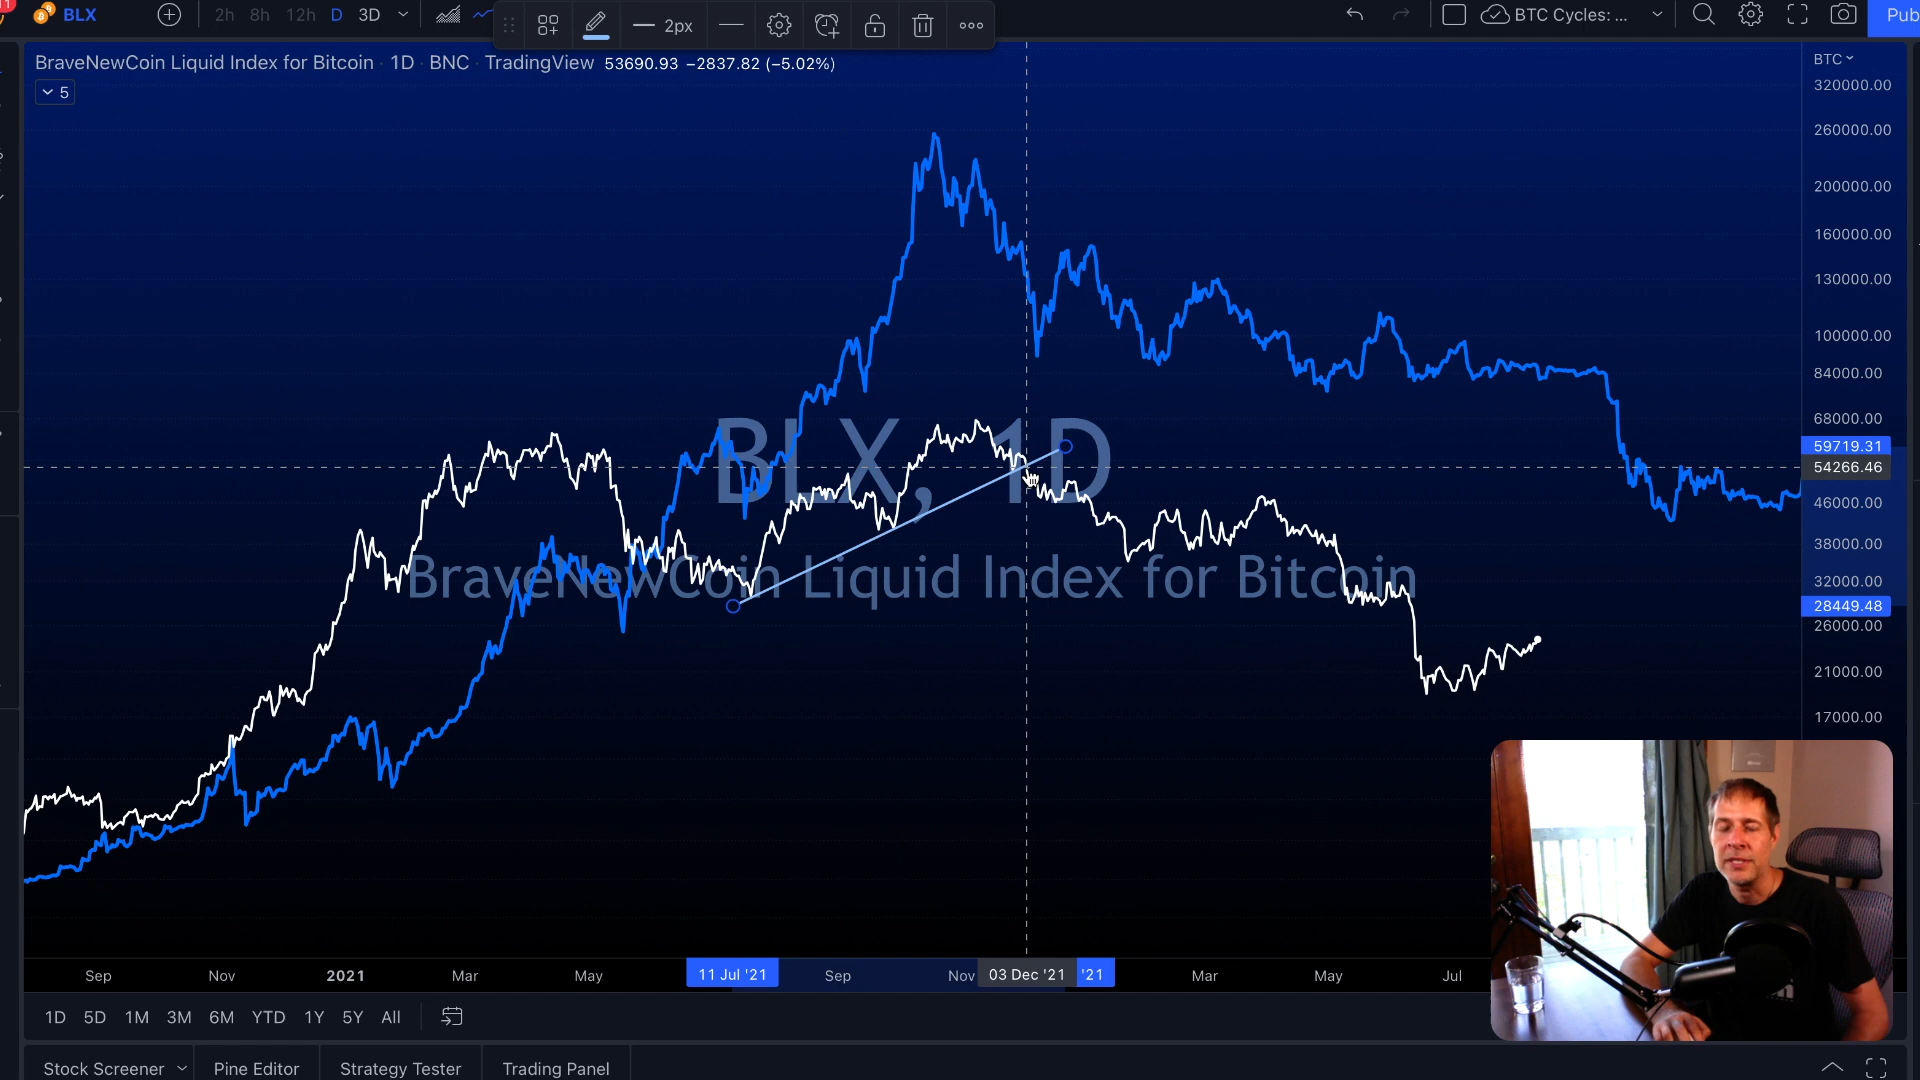 11
BLX
2h 8h 12h D 3D
2px
BTC Cycles: ...
Pub
BraveNewCoin Liquid Index for Bitcoin · 1D · BNC · TradingView 53690.93 −2837.82 (−5.02%)
5
BTC
320000.00
260000.00
200000.00
160000.00
130000.00
100000.00
84000.00
68000.00
59719.31
54266.46
46000.00
38000.00
32000.00
28449.48
26000.00
21000.00
17000.00
BLX, 1D
BraveNewCoin Liquid Index for Bitcoin
Sep Nov 2021 Mar May 11 Jul '21 Sep Nov 03 Dec '21 '21 Mar May Jul
1D 5D 1M 3M 6M YTD 1Y 5Y All
Stock Screener Pine Editor Strategy Tester Trading Panel